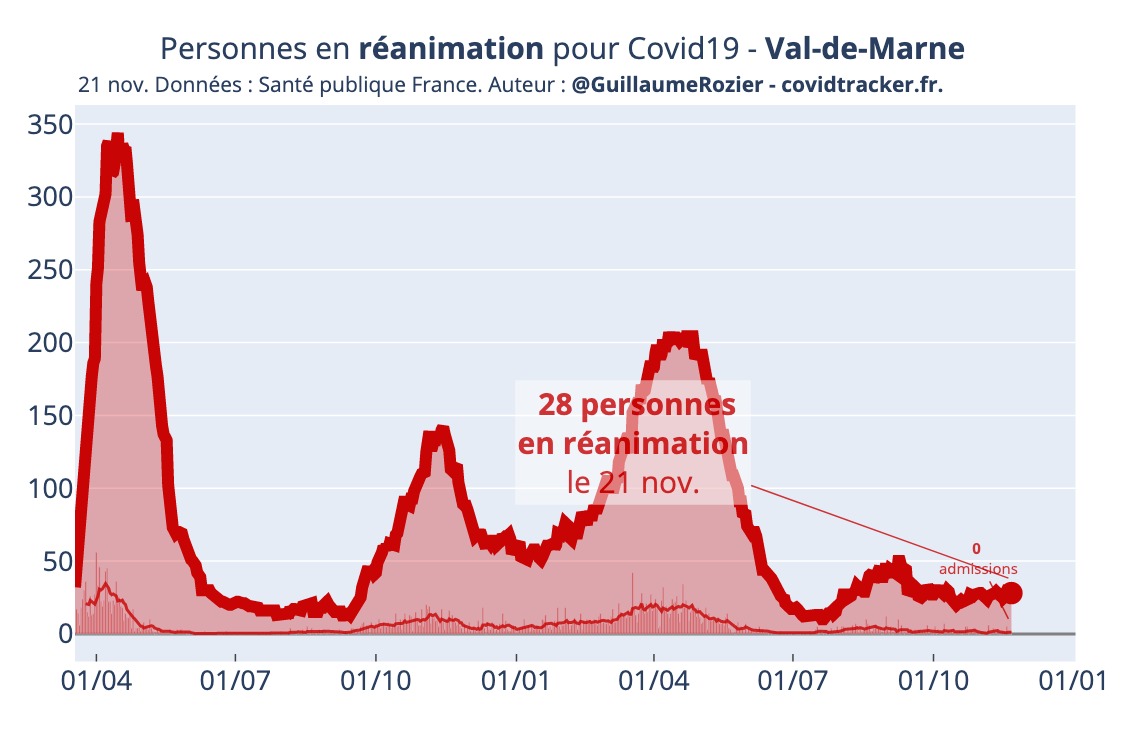 Personnes en réanimation pour Covid19 - Val-de-Marne
21 nov. Données : Santé publique France. Auteur : @GuillaumeRozier - covidtracker.fr.
350
300
250
200
150
100
50
0
28 personnes
en réanimation
le 21 nov.
0
admissions
01/04
01/07
01/10
01/01
01/04
01/07
01/10
01/01